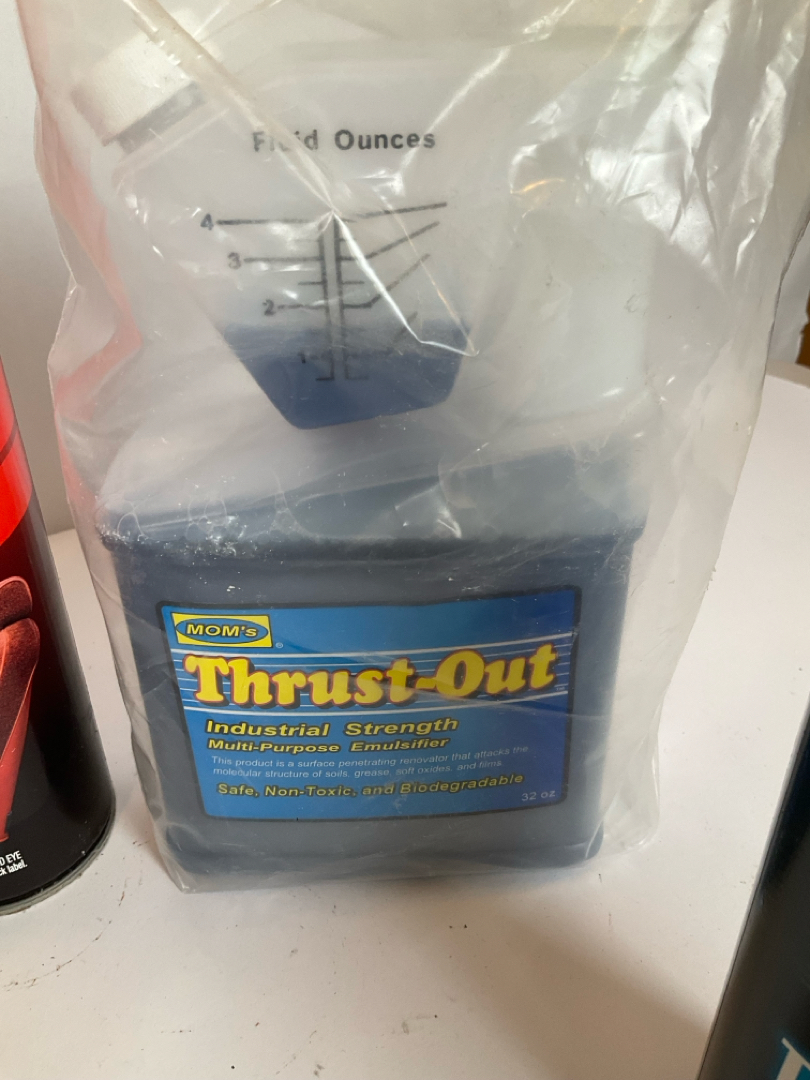 Fluid Ounces
4
3
2
1
MOM's
®
Thrust-Out
Industrial Strength
Multi-Purpose Emulsifier
This product is a surface penetrating renovator that attacks the
molecular structure of soils, grease, soft oxides, and films.
Safe, Non-Toxic, and Biodegradable
32 oz
EYE
label.